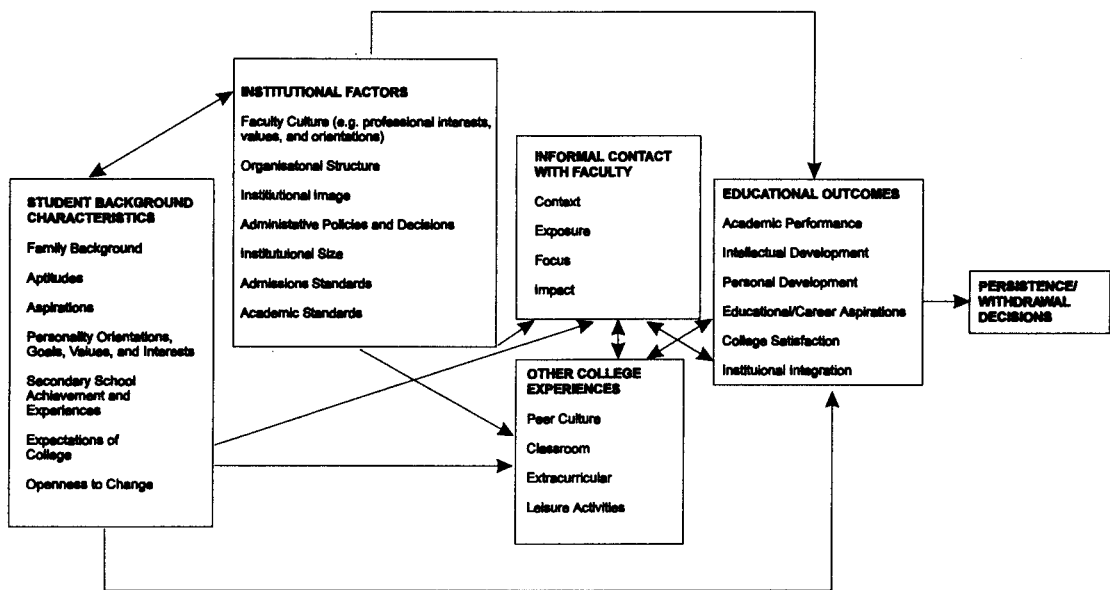 STUDENT BACKGROUND
CHARACTERISTICS
Family Background
Aptitudes
Aspirations
Personality Orientations,
Goals, Values, and Interests
Secondary School
Achievement and
Experiences
Expectations of
College
Openness to Change
INSTITUTIONAL FACTORS
Faculty Culture (e.g. professional interests,
values, and orientations)
Organisatonal Structure
Institiutional Image
Administative Policies and Decisions
Institutuional Size
Admissions Standards
Academic Standards
INFORMAL CONTACT
WITH FACULTY
Context
Exposure
Focus
Impact
OTHER COLLEGE
EXPERIENCES
Peer Culture
Classroom
Extracurricular
Leisure Activities
EDUCATIONAL OUTCOMES
Academic Performance
Intellectual Development
Personal Development
Educational/Career Aspirations
College Satisfaction
Instituional Integration
PERSISTENCE/
WITHDRAWAL
DECISIONS